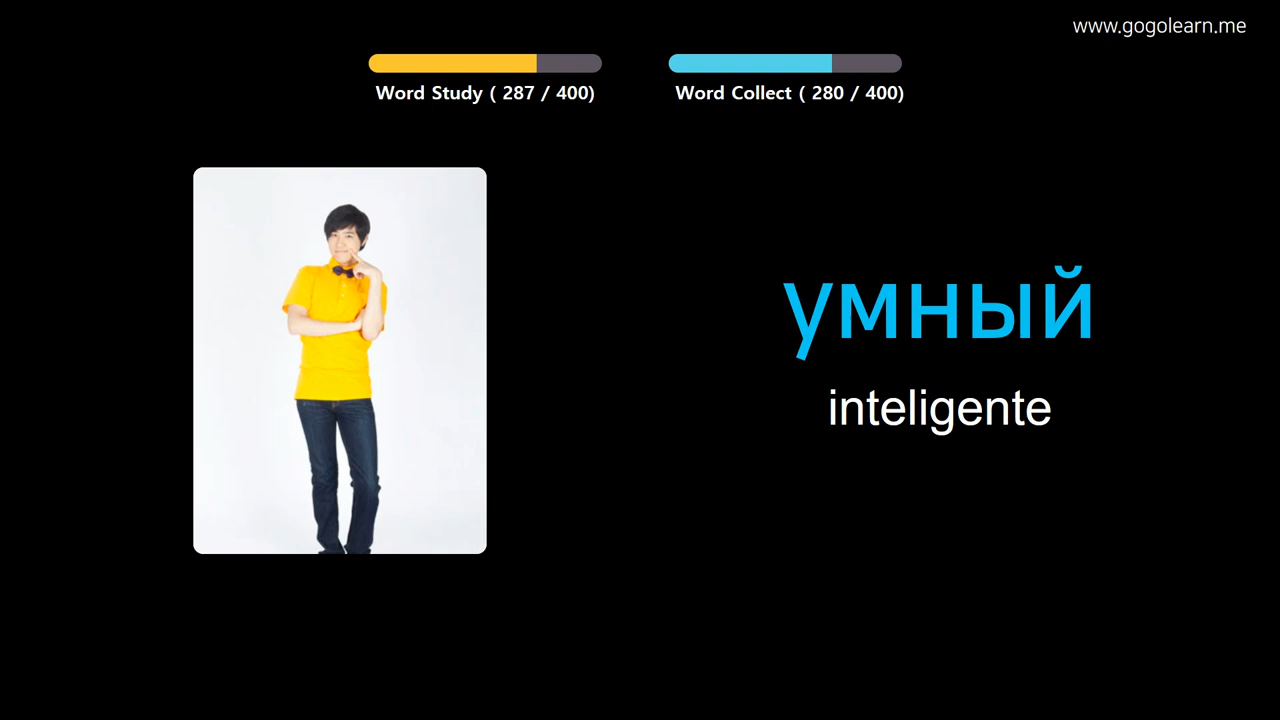 www.gogolearn.me
Word Study ( 287 / 400)
Word Collect ( 280 / 400)
умный
inteligente